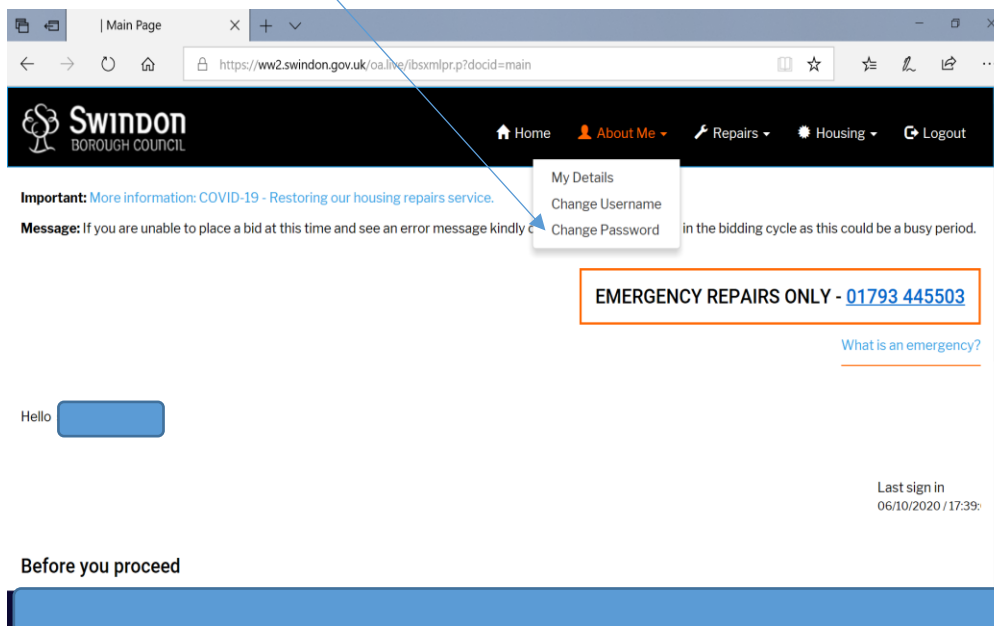 | Main Page
https://ww2.swindon.gov.uk/oa.live/ibsxmlpr.p?docid=main
Swindon
BOROUGH COUNCIL
Home About Me Repairs Housing Logout
My Details
Change Username
Change Password
Important: More information: COVID-19 - Restoring our housing repairs service.
Message: If you are unable to place a bid at this time and see an error message kindly in the bidding cycle as this could be a busy period.
EMERGENCY REPAIRS ONLY - 01793 445503
What is an emergency?
Hello
Last sign in
06/10/2020 / 17:39:
Before you proceed